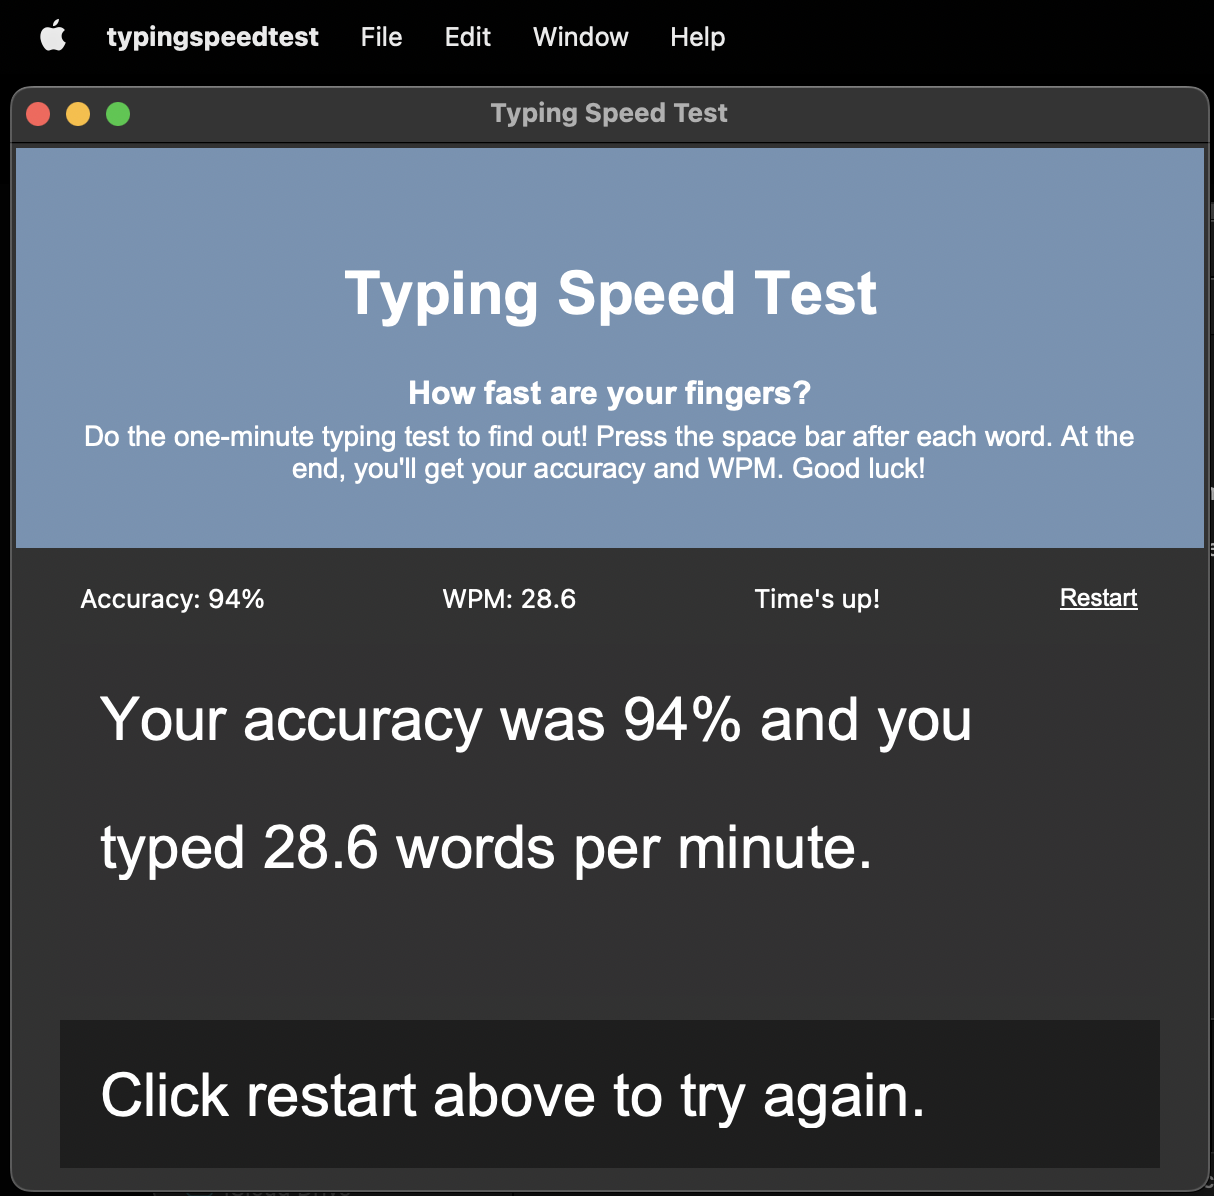 typingspeedtest File Edit Window Help
Typing Speed Test
Typing Speed Test
How fast are your fingers?
Do the one-minute typing test to find out! Press the space bar after each word. At the
end, you'll get your accuracy and WPM. Good luck!
Accuracy: 94% WPM: 28.6 Time's up! Restart
Your accuracy was 94% and you
typed 28.6 words per minute.
Click restart above to try again.